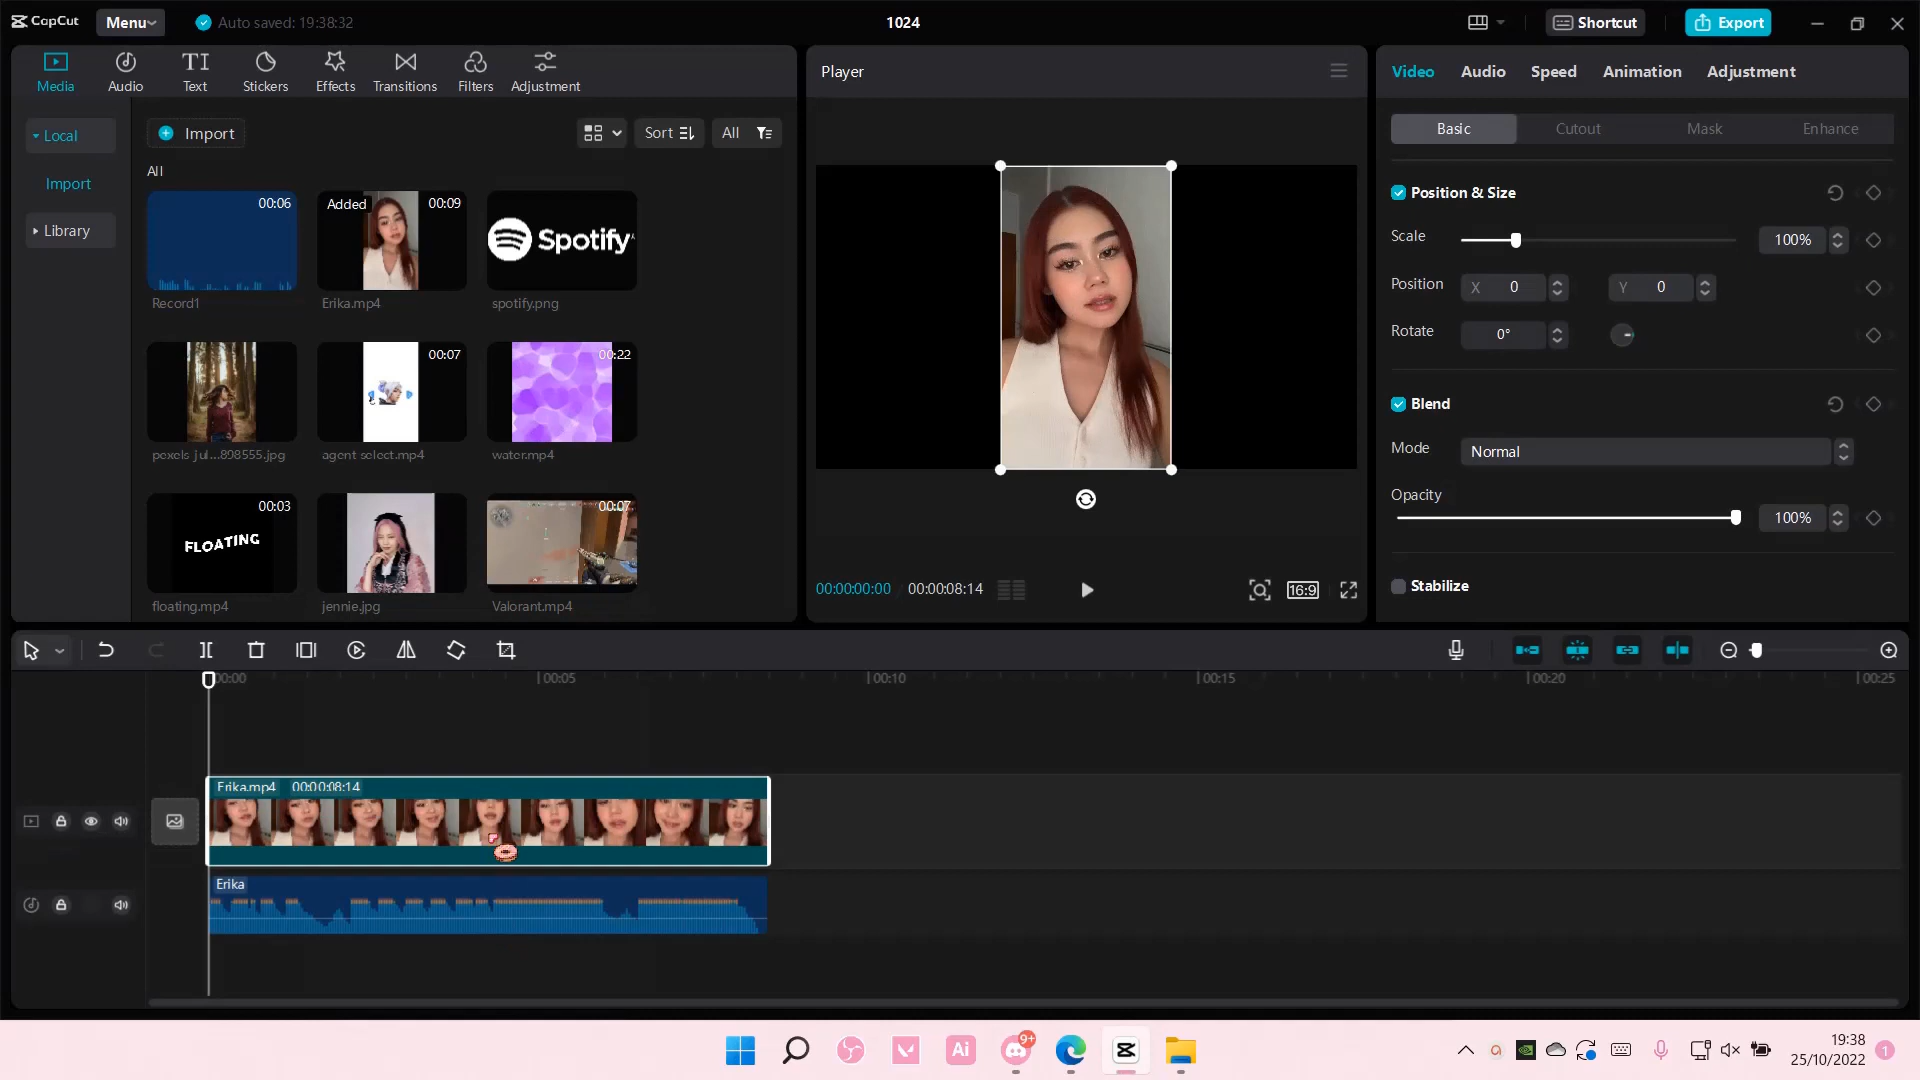 CapCut
Menu
Auto saved: 19:38:32
1024
Shortcut
Export
Media
Audio
Text
Stickers
Effects
Transitions
Filters
Adjustment
Player
Video
Audio
Speed
Animation
Adjustment
Local
Import
Library
Import
Sort
All
All
00:06
Record1
Added
00:09
Erika.mp4
Spotify
spotify.png
pexels-jul...898555.jpg
00:07
agent select.mp4
00:22
water.mp4
00:03
FLOATING
floating.mp4
jennie.jpg
00:07
Valorant.mp4
00:00:00:00
00:00:08:14
16:9
Basic
Cutout
Mask
Enhance
Position & Size
Scale
100%
Position
X 0
Y 0
Rotate
0°
Blend
Mode
Normal
Opacity
100%
Stabilize
00:00
00:05
00:10
00:15
00:20
00:25
Erika.mp4 00:00:08:14
Erika
Ai
9+
19:38
25/10/2022
1